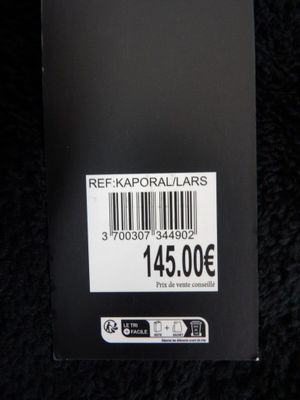 REF:KAPORAL/LARS
3 700307 344902
145.00€
Prix de vente conseillé
LE TRI
+ FACILE
+